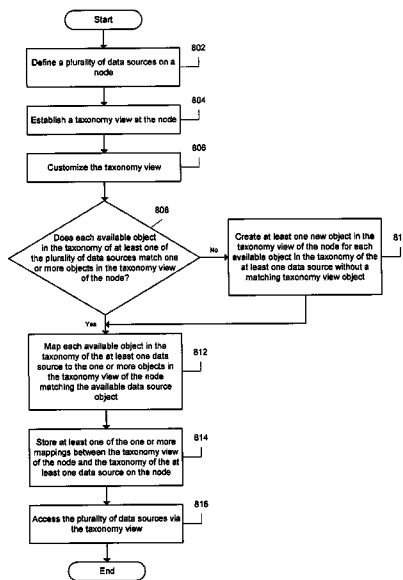 Start
802
Define a plurality of data sources on a
node
804
Establish a taxonomy view at the node
806
Customize the taxonomy view
806
Does each available object
in the taxonomy of at least one of
the plurality of data sources match one
or more objects in the taxonomy view
of the node?
No
81
Create at least one new object in the
taxonomy view of the node for each
available object in the taxonomy of the
at least one data source without a
matching taxonomy view object
Yes
812
Map each available object in the
taxonomy of the at least one data
source to the one or more objects in
the taxonomy view of the node
matching the available data source
object
814
Store at least one of the one or more
mappings between the taxonomy view
of the node and the taxonomy of the at
least one data source on the node
816
Access the plurality of data sources via
the taxonomy view
End